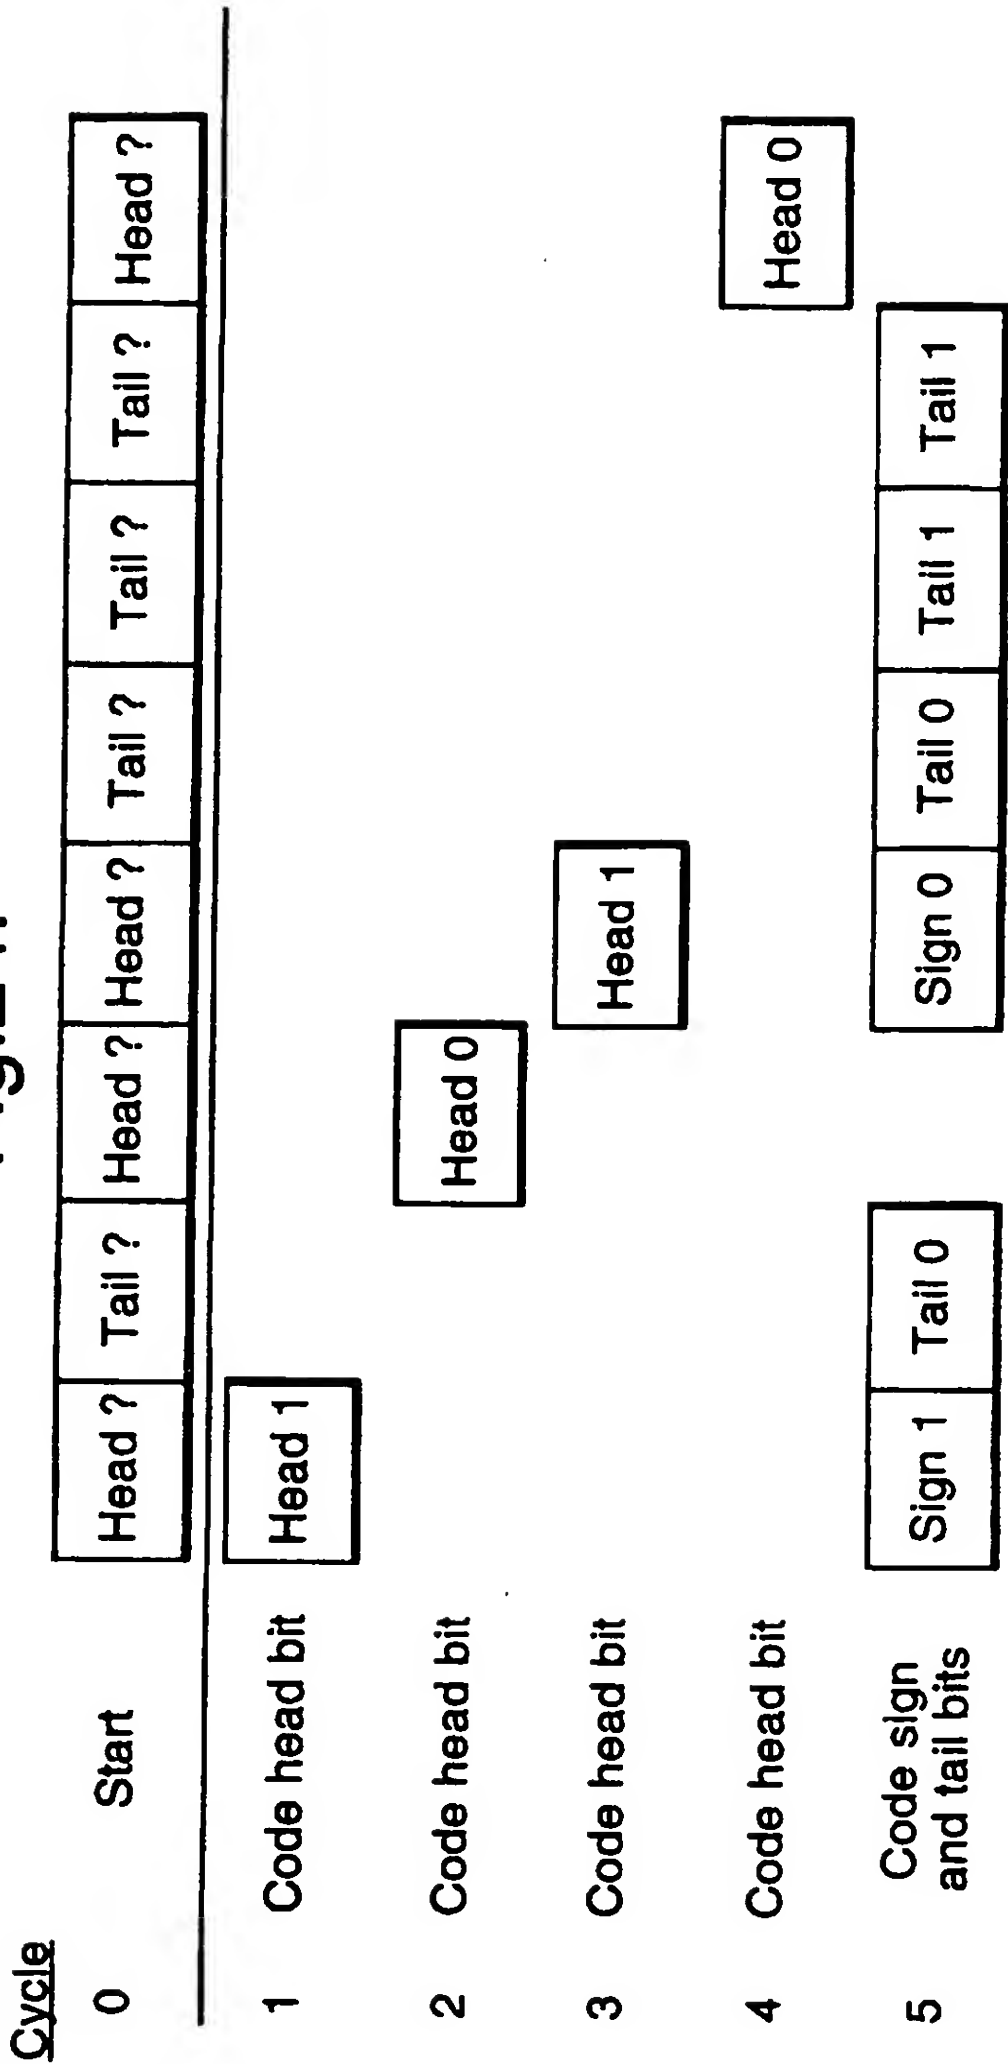 Cycle
0 Start Head ? Tail ? Head ? Head ? Tail ? Tail ? Tail ? Head ?
1 Code head bit Head 1
2 Code head bit Head 0
3 Code head bit Head 1
4 Code head bit Head 0
5 Code sign Sign 1 Tail 0 Sign 0 Tail 0 Tail 1 Tail 1
and tail bits